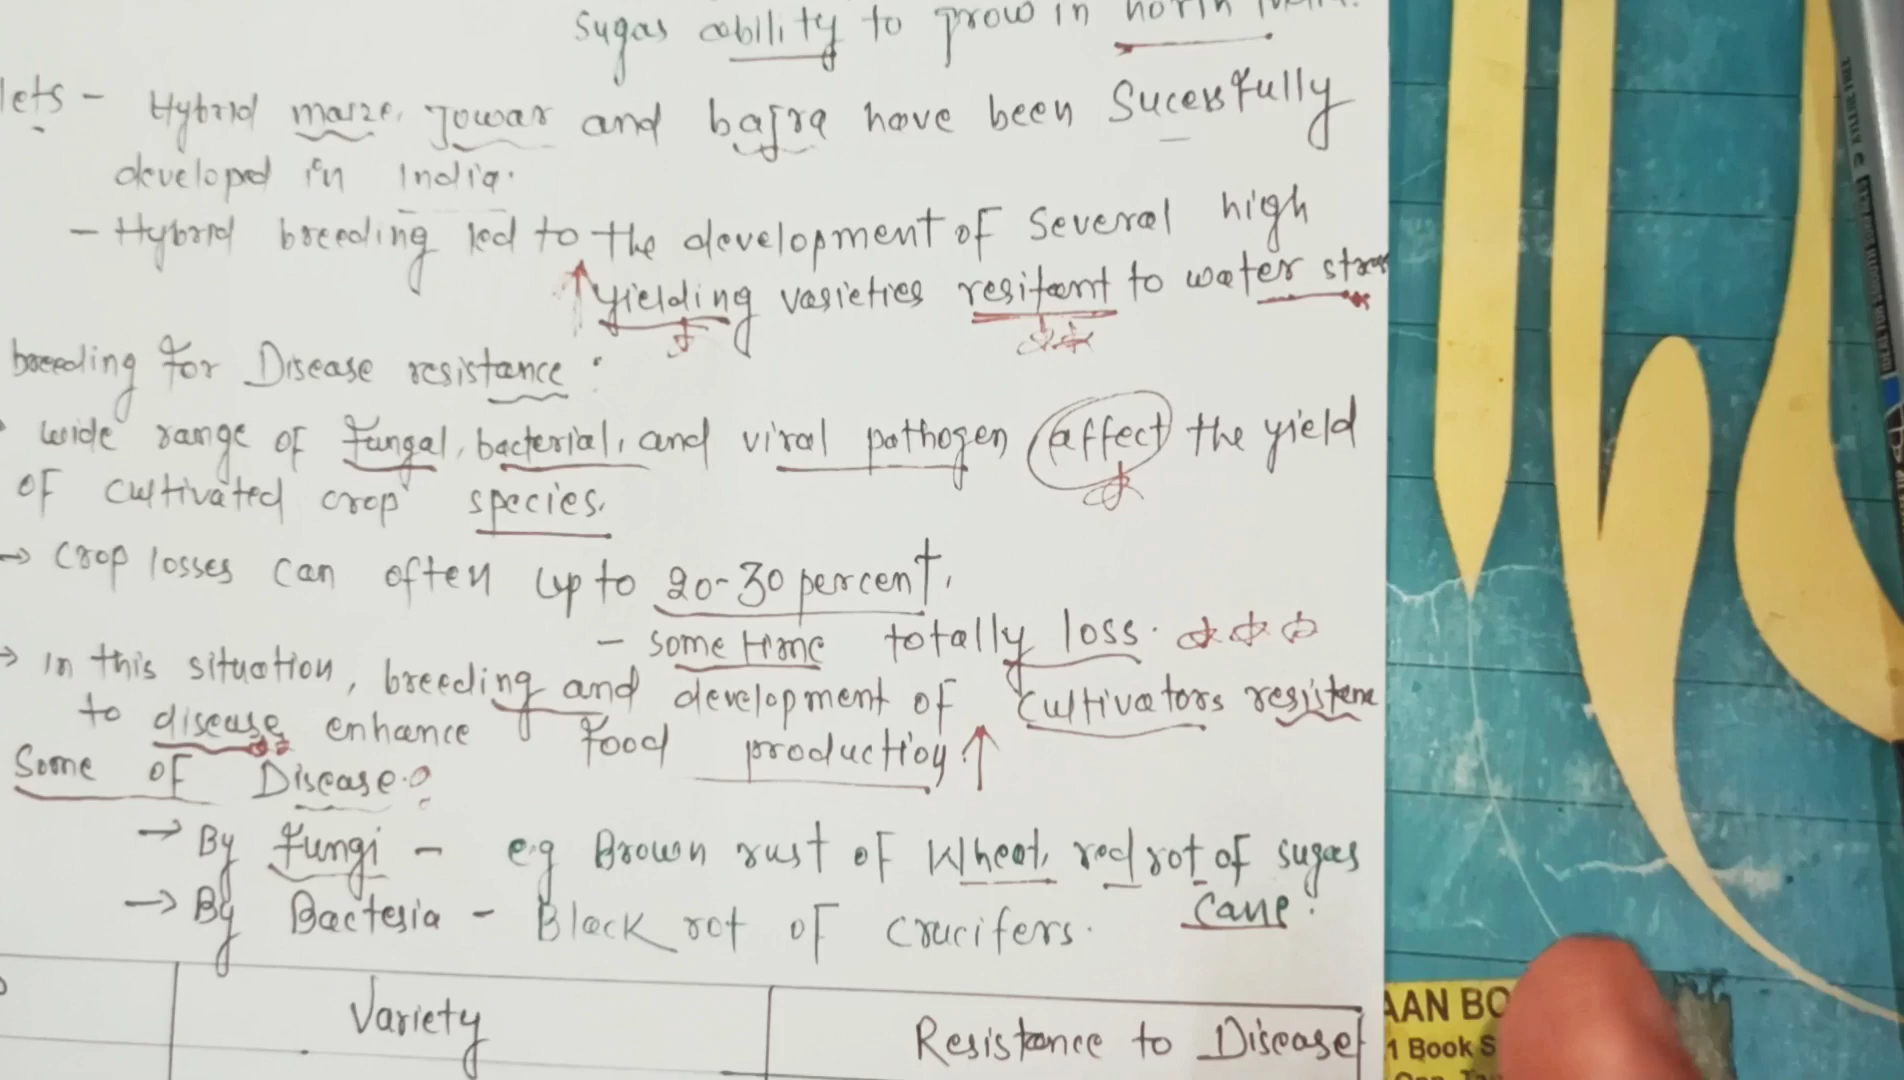 sugar ability to grow in north India.
lets - Hybrid maize, Jowar and bajra have been Sucessfully
developed in India.
- Hybrid breeding led to the development of several high
↑ yielding varieties resitant to water stress
breeding for Disease resistance :
wide range of fungal, bacterial, and viral pathogen affect the yield
of cultivated crop species.
→ Crop losses can often up to 20-30 percent.
- some time totally loss.
→ in this situation, breeding and development of cultivators resistene
to disease enhance food production ↑
Some of Disease :
→ By fungi - e.g Brown rust of Wheat, red rot of sugar
cane.
→ By Bacteria - Black rot of crucifers.
Variety
Resistance to Disease
AAN BO
1 Book S